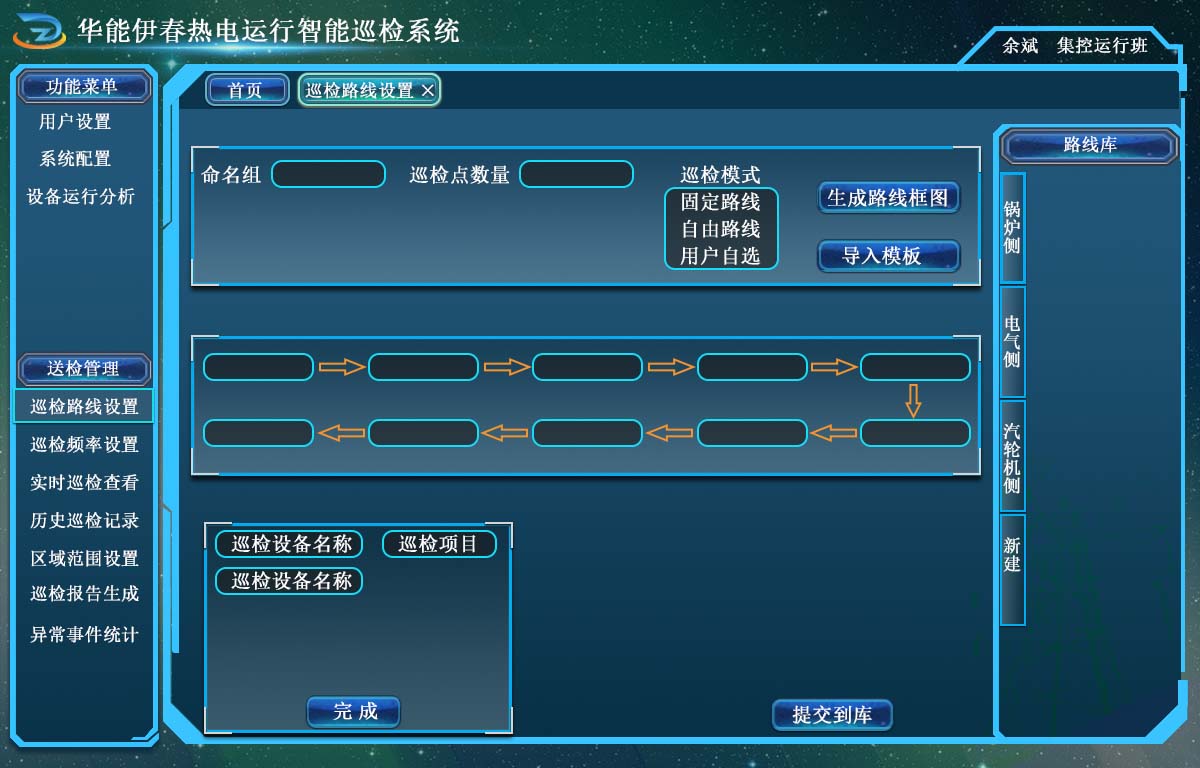 华能伊春热电运行智能巡检系统
余斌 集控运行班
功能菜单
用户设置
系统配置
设备运行分析
送检管理
巡检路线设置
巡检频率设置
实时巡检查看
历史巡检记录
区域范围设置
巡检报告生成
异常事件统计
首页
巡检路线设置 ×
命名组
巡检点数量
巡检模式
固定路线
自由路线
用户自选
生成路线框图
导入模板
巡检设备名称 巡检项目
巡检设备名称
完成
提交到库
路线库
锅炉侧
电气侧
汽轮机侧
新建